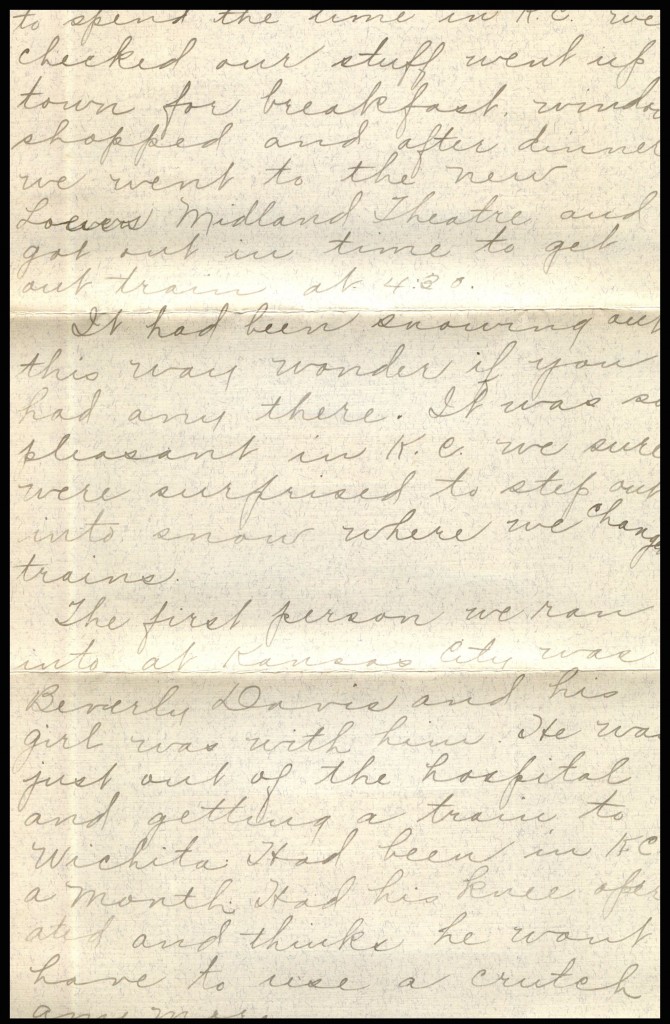 to spend the time in K.C. we
checked our stuff went up
town for breakfast. window
shopped and after dinner
we went to the new
Loews Midland Theatre and
got out in time to get
out train at 4:30.
It had been snowing out
this way wonder if you
had any there. It was so
pleasant in K.C. we sure
were surprised to step out
into snow where we change
trains.
The first person we ran
into at Kansas City was
Beverly Davis and his
girl was with him. He was
just out of the hospital
and getting a train to
Wichita. Had been in KC
a month. Had his knee oper
ated and thinks he wont
have to use a crutch
any more